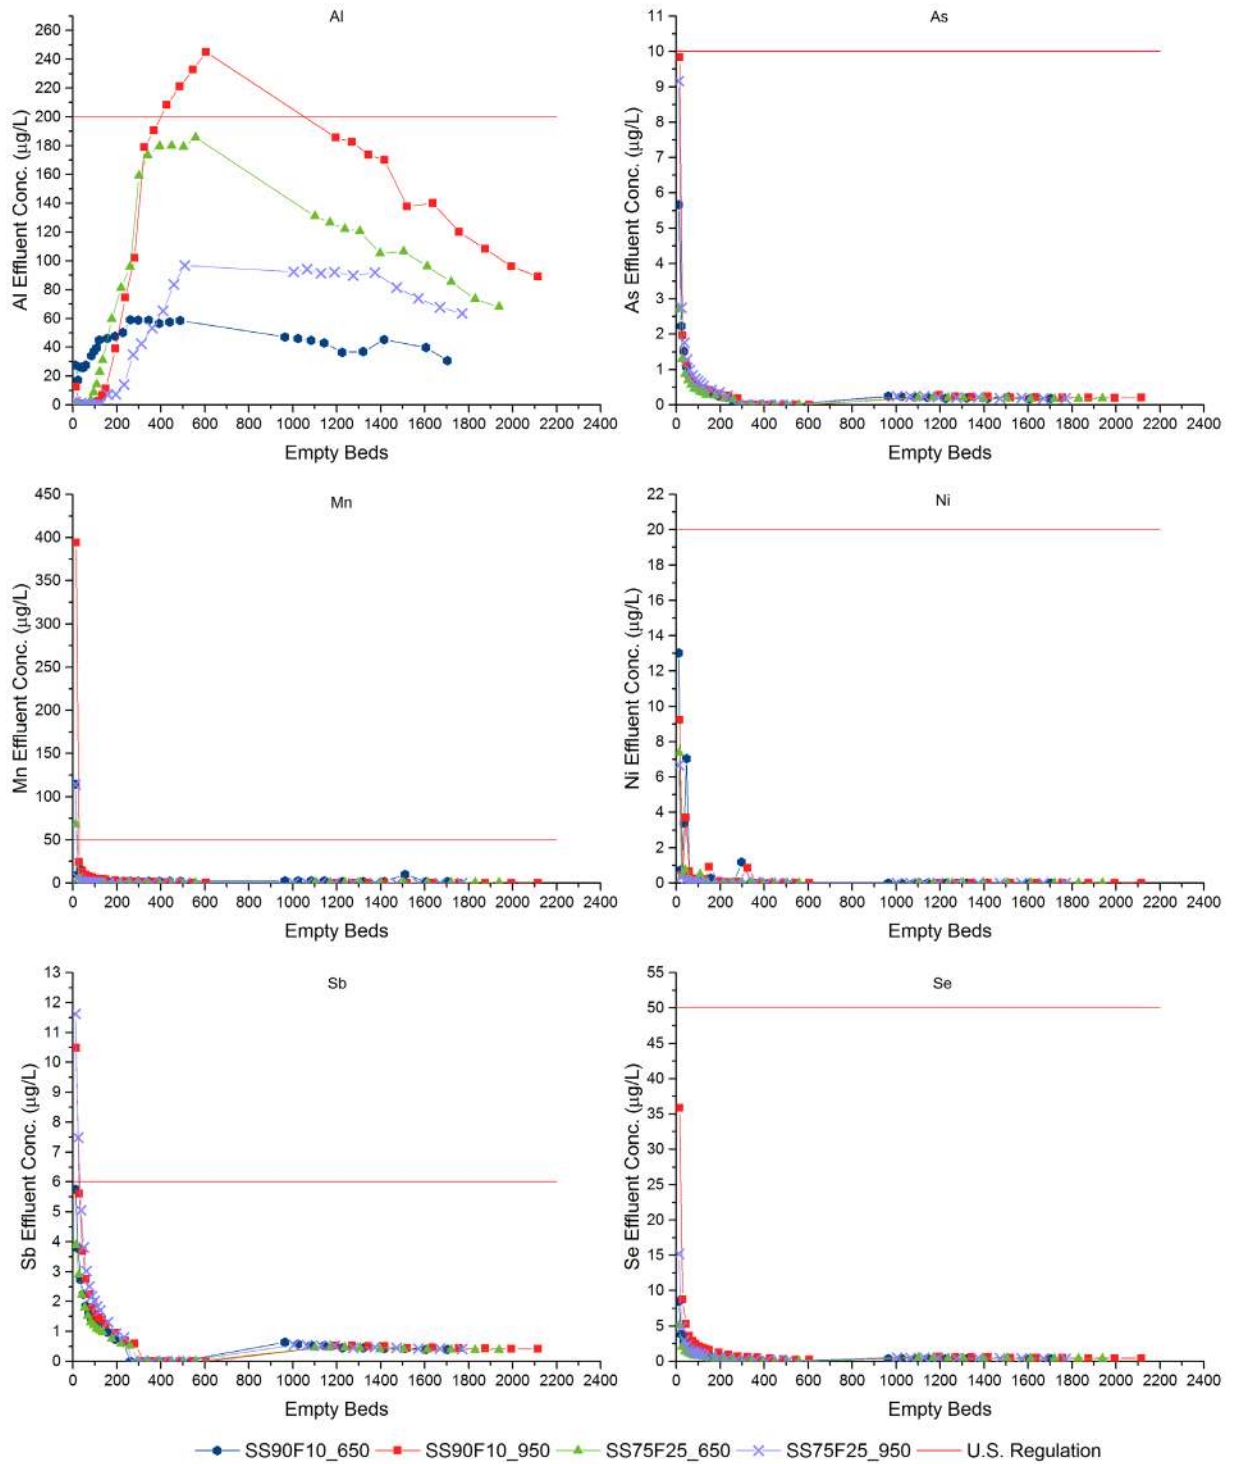 Al
Al Effluent Conc. (µg/L)
260
240
220
200
180
160
140
120
100
80
60
40
20
0
0 200 400 600 800 1000 1200 1400 1600 1800 2000 2200 2400
Empty Beds
As
As Effluent Conc. (µg/L)
11
10
9
8
7
6
5
4
3
2
1
0
0 200 400 600 800 1000 1200 1400 1600 1800 2000 2200 2400
Empty Beds
Mn
Mn Effluent Conc. (µg/L)
450
400
350
300
250
200
150
100
50
0
0 200 400 600 800 1000 1200 1400 1600 1800 2000 2200 2400
Empty Beds
Ni
Ni Effluent Conc. (µg/L)
22
20
18
16
14
12
10
8
6
4
2
0
0 200 400 600 800 1000 1200 1400 1600 1800 2000 2200 2400
Empty Beds
Sb
Sb Effluent Conc. (µg/L)
13
12
11
10
9
8
7
6
5
4
3
2
1
0
0 200 400 600 800 1000 1200 1400 1600 1800 2000 2200 2400
Empty Beds
Se
Se Effluent Conc. (µg/L)
55
50
45
40
35
30
25
20
15
10
5
0
0 200 400 600 800 1000 1200 1400 1600 1800 2000 2200 2400
Empty Beds
SS90F10_650 SS90F10_950 SS75F25_650 SS75F25_950 U.S. Regulation